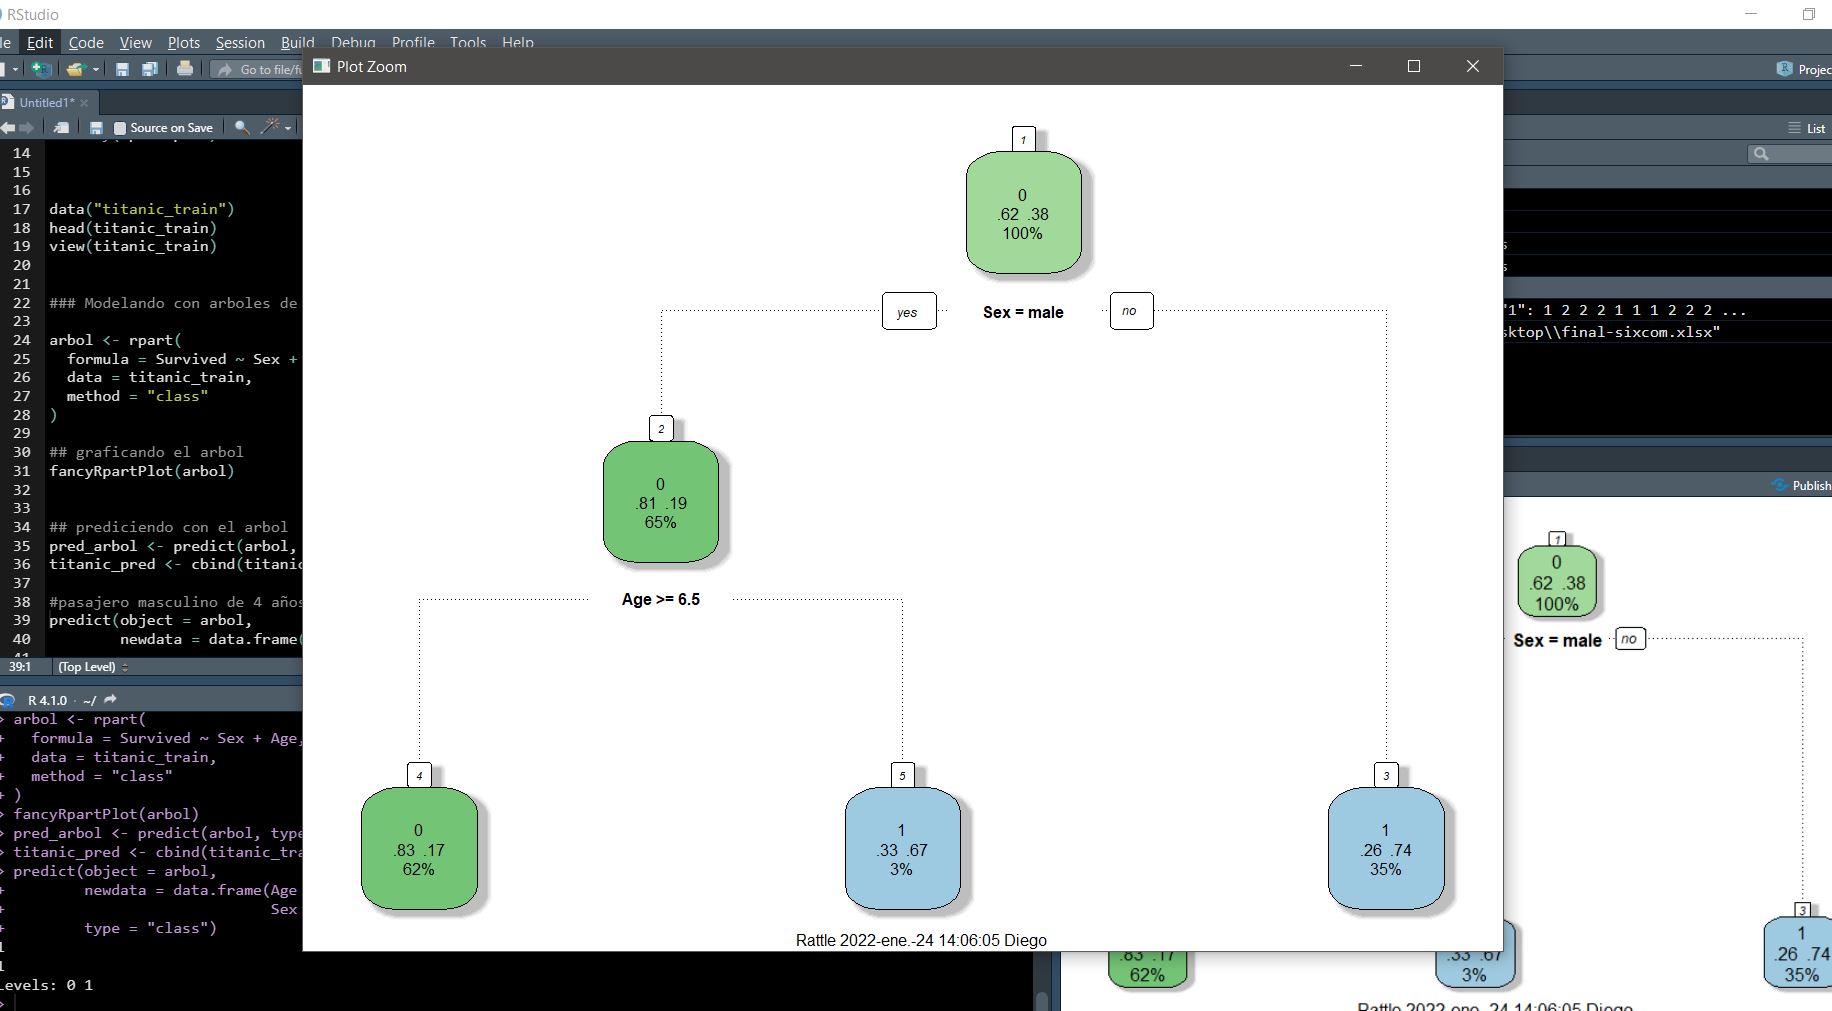 RStudio
Edit Code View Plots Session Build Debug Profile Tools Help
Go to file/fu
Project
Plot Zoom
Untitled1*
Source on Save
List
14
15
16
17 data("titanic_train")
18 head(titanic_train)
19 view(titanic_train)
20
21
22 ### Modelando con arboles de
23
24 arbol <- rpart(
25 formula = Survived ~ Sex +
26 data = titanic_train,
27 method = "class"
28 )
29
30 ## graficando el arbol
31 fancyRpartPlot(arbol)
32
33
34 ## prediciendo con el arbol
35 pred_arbol <- predict(arbol,
36 titanic_pred <- cbind(titanic
37
38 #pasajero masculino de 4 años
39 predict(object = arbol,
40 newdata = data.frame(
41
39:1 (Top Level)
R 4.1.0 · ~/
> arbol <- rpart(
+ formula = Survived ~ Sex + Age,
+ data = titanic_train,
+ method = "class"
+ )
> fancyRpartPlot(arbol)
> pred_arbol <- predict(arbol, type
> titanic_pred <- cbind(titanic_tra
> predict(object = arbol,
+ newdata = data.frame(Age
+ Sex
+ type = "class")
1
1
Levels: 0 1
>
1
0
.62 .38
100%
yes Sex = male no
2
0
.81 .19
65%
Age >= 6.5
4
0
.83 .17
62%
5
1
.33 .67
3%
3
1
.26 .74
35%
Rattle 2022-ene.-24 14:06:05 Diego
"1": 1 2 2 2 1 1 1 2 2 2 ...
sktop\\final-sixcom.xlsx"
Publish
1
0
.62 .38
100%
Sex = male no
3
1
.26 .74
35%
.83 .17
62%
.33 .67
3%
Rattle 2022-ene.-24 14:06:05 Diego